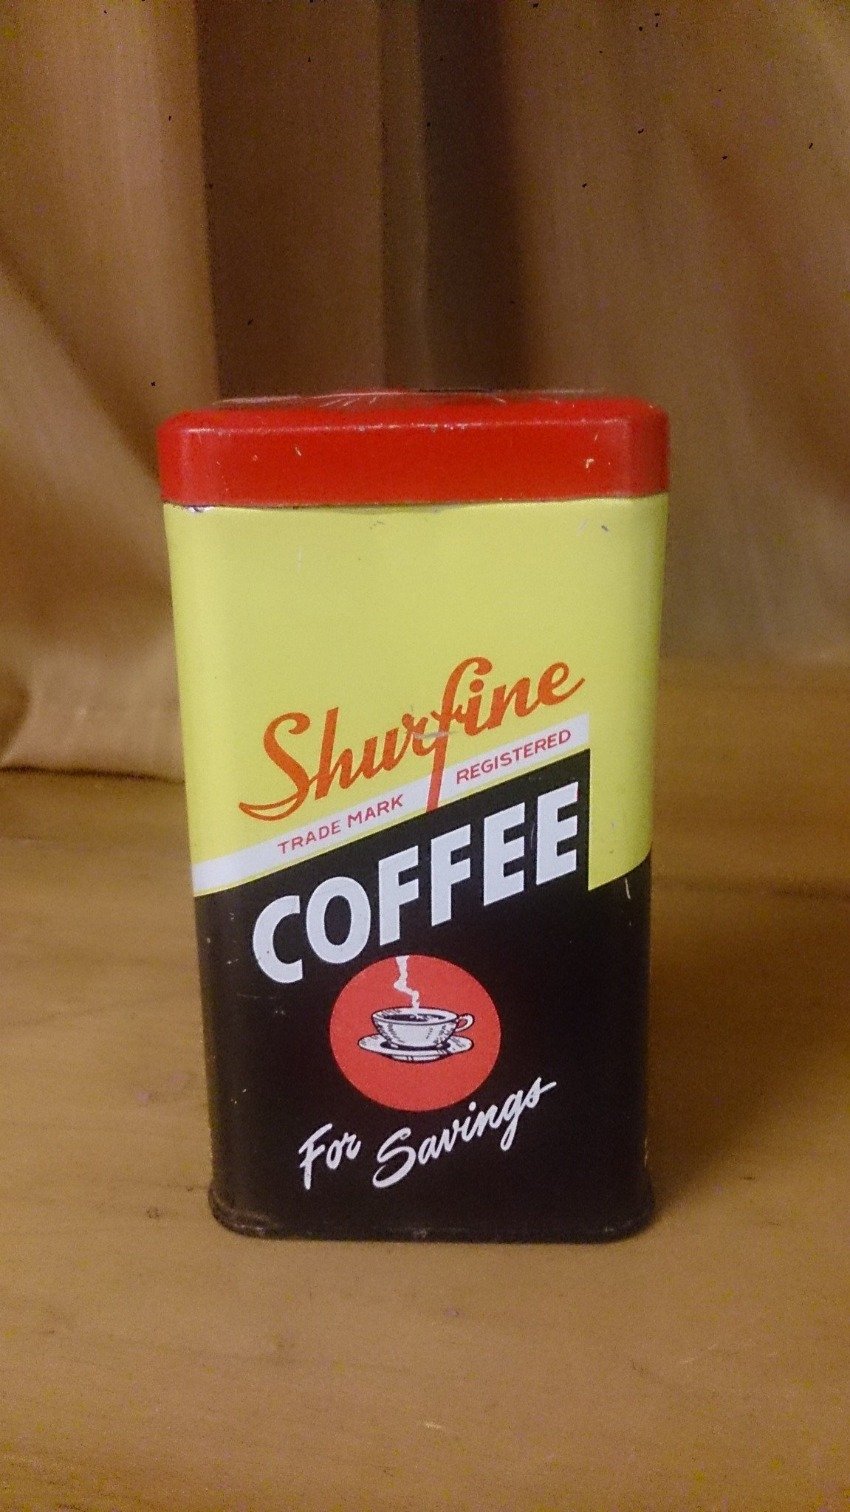 Shurfine
TRADE MARK REGISTERED
COFFEE
For Savings